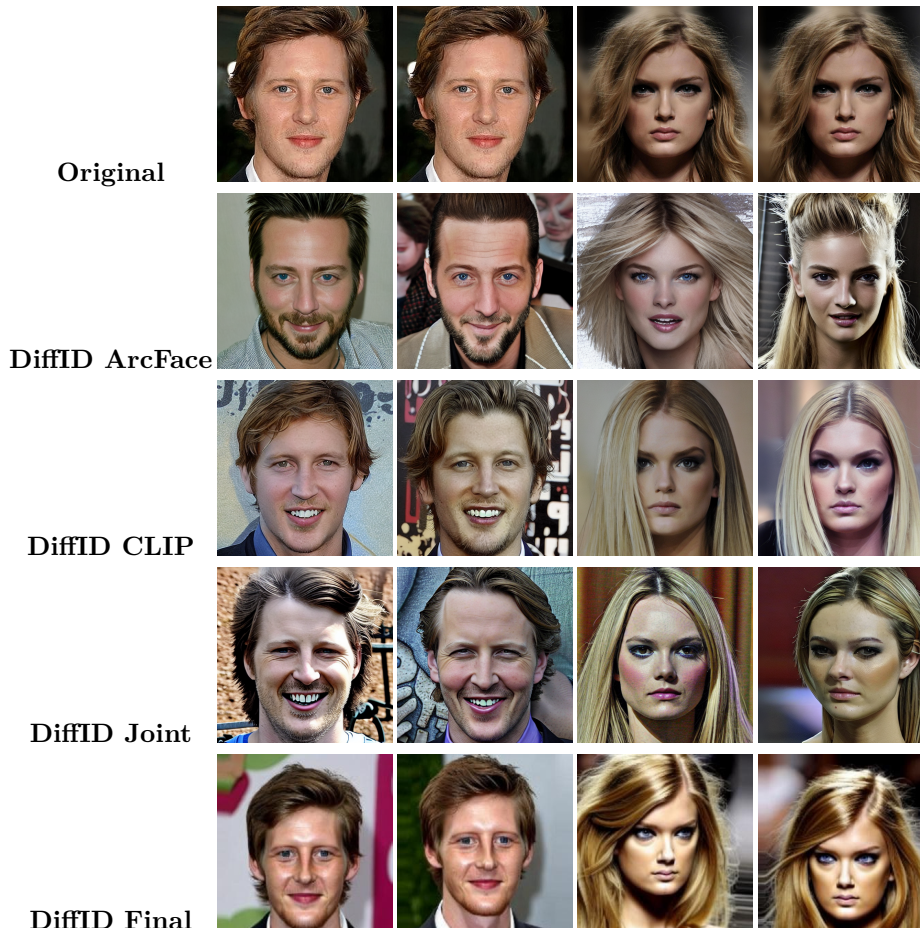 Original
DiffID ArcFace
DiffID CLIP
DiffID Joint
DiffID Final